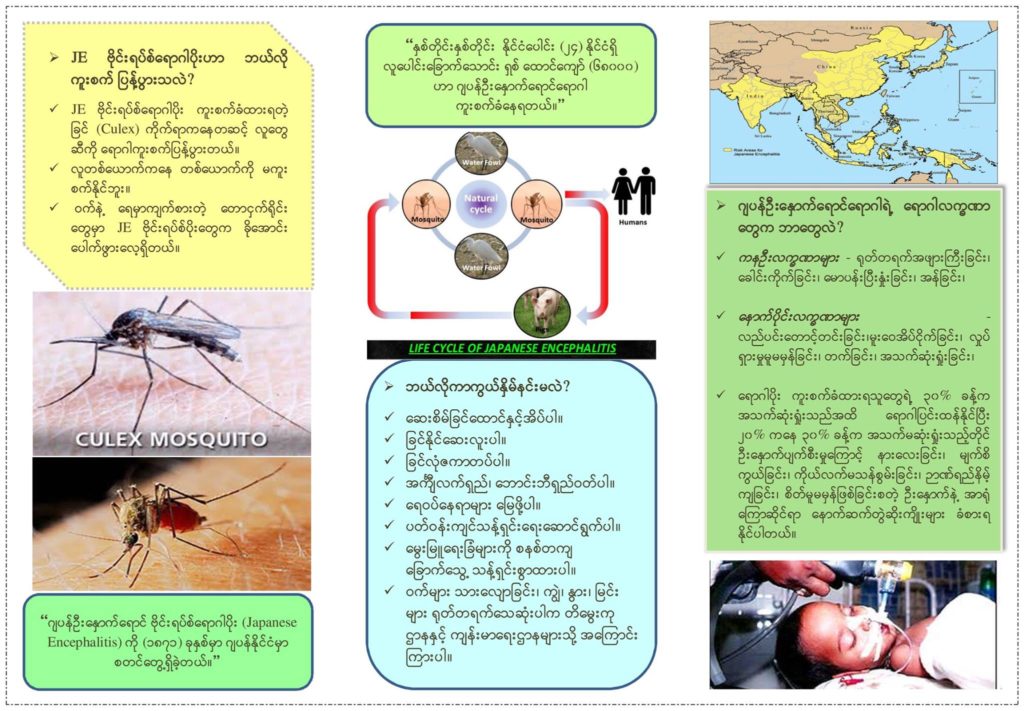 ➢ JE ဗိုင်းရပ်စ်ရောဂါပိုးဟာ ဘယ်လို
ကူးစက် ပြန့်ပွားသလဲ?
✓ JE ဗိုင်းရပ်စ်ရောဂါပိုး ကူးစက်ခံထားရတဲ့
ခြင် (Culex) ကိုက်ရာကနေတဆင့် လူတွေ
ဆီကို ရောဂါကူးစက်ပြန့်ပွားတယ်။
✓ လူတစ်ယောက်ကနေ တစ်ယောက်ကို မကူး
စက်နိုင်ဘူး။
✓ ဝက်နဲ့ ရေမှာကျက်စားတဲ့ တောငှက်ရိုင်း
တွေမှာ JE ဗိုင်းရပ်စ်ပိုးတွေက ခိုအောင်း
ပေါက်ဖွားလေ့ရှိတယ်။
CULEX MOSQUITO
“ဂျပန်ဦးနှောက်ရောင် ဗိုင်းရပ်စ်ရောဂါပိုး (Japanese
Encephalitis) ကို (၁၈၇၁) ခုနှစ်မှာ ဂျပန်နိုင်ငံမှာ
စတင်တွေ့ရှိခဲ့တယ်။”
“နှစ်တိုင်းနှစ်တိုင်း နိုင်ငံပေါင်း (၂၄) နိုင်ငံရှိ
လူပေါင်းခြောက်သောင်း ရှစ် ထောင်ကျော် (၆၈၀၀၀)
ဟာ ဂျပန်ဦးနှောက်ရောင်ရောဂါ
ကူးစက်ခံနေရတယ်။”
Water Fowl
Mosquito
Natural
cycle
Mosquito
Water Fowl
Humans
Pigs
LIFE CYCLE OF JAPANESE ENCEPHALITIS
➢ ဘယ်လိုကာကွယ်နှိမ်နင်းမလဲ?
✓ ဆေးစိမ်ခြင်ထောင်နှင့်အိပ်ပါ။
✓ ခြင်နိုင်ဆေးလူးပါ။
✓ ခြင်လုံဇကာတပ်ပါ။
✓ အင်္ကျီလက်ရှည်၊ ဘောင်းဘီရှည်ဝတ်ပါ။
✓ ရေဝပ်နေရာများ မြေဖို့ပါ။
✓ ပတ်ဝန်းကျင်သန့်ရှင်းရေးဆောင်ရွက်ပါ။
✓ မွေးမြူရေးခြံများကို စနစ်တကျ
ခြောက်သွေ့ သန့်ရှင်းစွာထားပါ။
✓ ဝက်များ သားလျှောခြင်း၊ ကျွဲ၊ နွား၊ မြင်း
များ ရုတ်တရက်သေဆုံးပါက တိမွေးကု
ဌာနနှင့် ကျန်းမာရေးဌာနများသို့ အကြောင်း
ကြားပါ။
Russia
China
India
Risk Areas for
Japanese Encephalitis
➢ ဂျပန်ဦးနှောက်ရောင်ရောဂါရဲ့ ရောဂါလက္ခဏာ
တွေက ဘာတွေလဲ?
✓ ကနဦးလက္ခဏာများ - ရုတ်တရက်အဖျားကြီးခြင်း၊
ခေါင်းကိုက်ခြင်း၊ မောပန်းပြီးနုံးခြင်း၊ အန်ခြင်း၊
✓ နောက်ပိုင်းလက္ခဏာများ -
လည်ပင်းတောင့်တင်းခြင်း၊မူးဝေအိပ်ငိုက်ခြင်း၊ လှုပ်
ရှားမှုမူမမှန်ခြင်း၊ တက်ခြင်း၊ အသက်ဆုံးရှုံးခြင်း၊
✓ ရောဂါပိုး ကူးစက်ခံထားရသူတွေရဲ့ ၃၀% ခန့်က
အသက်ဆုံးရှုံးသည်အထိ ရောဂါပြင်းထန်နိုင်ပြီး
၂၀% ကနေ ၃၀% ခန့်က အသက်မဆုံးရှုံးသည့်တိုင်
ဦးနှောက်ပျက်စီးမှုကြောင့် နားလေးခြင်း၊ မျက်စိ
ကွယ်ခြင်း၊ ကိုယ်လက်မသန်စွမ်းခြင်း၊ ဉာဏ်ရည်နိမ့်
ကျခြင်း၊ စိတ်မူမမှန်ဖြစ်ခြင်းစတဲ့ ဦးနှောက်နဲ့ အာရုံ
ကြောဆိုင်ရာ နောက်ဆက်တွဲဆိုးကျိုးများ ခံစားရ
နိုင်ပါတယ်။